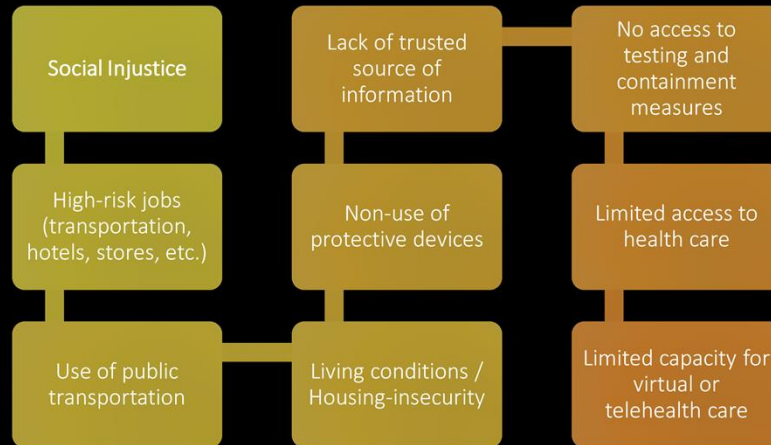 Social Injustice
High-risk jobs
(transportation,
hotels, stores, etc.)
Use of public
transportation
Living conditions /
Housing-insecurity
Non-use of
protective devices
Lack of trusted
source of
information
No access to
testing and
containment
measures
Limited access to
health care
Limited capacity for
virtual or
telehealth care